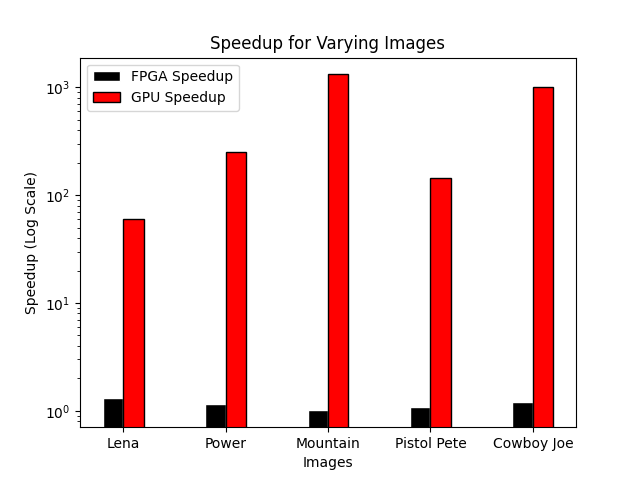 Speedup for Varying Images
FPGA Speedup
GPU Speedup
10³
10²
10¹
10⁰
Speedup (Log Scale)
Lena Power Mountain Pistol Pete Cowboy Joe
Images